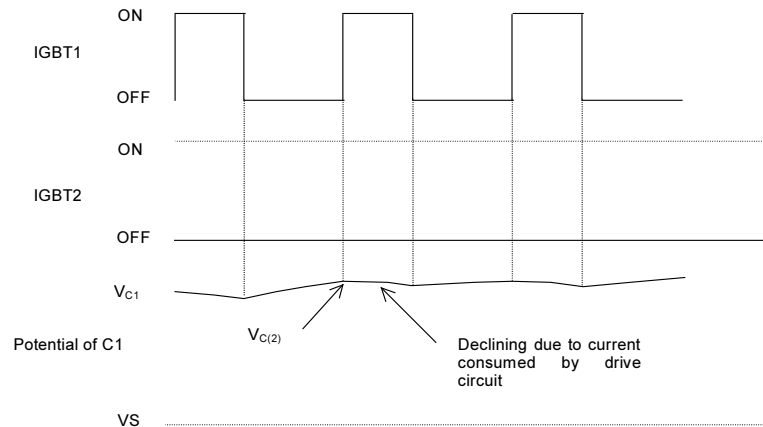 ON
IGBT1
OFF
ON
IGBT2
OFF
VC1
VC(2)
Potential of C1
Declining due to current
consumed by drive
circuit
VS